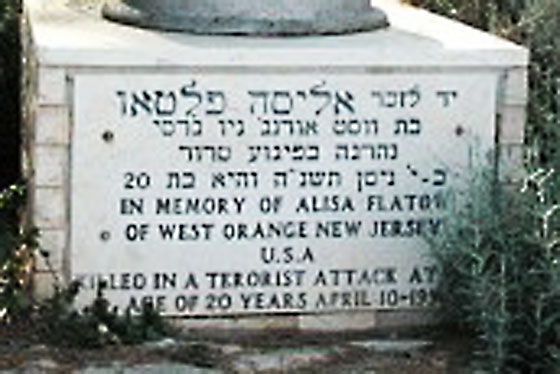 יד לזכר אליסה פלטאו
בת ווסט אורנג' ניו ג'רסי
נהרגה בפיגוע טרור
ב-י' ניסן תשנ"ה והיא בת 20
IN MEMORY OF ALISA FLATOW
OF WEST ORANGE NEW JERSEY
U.S.A
KILLED IN A TERORIST ATTACK AT
AGE OF 20 YEARS APRIL 10-